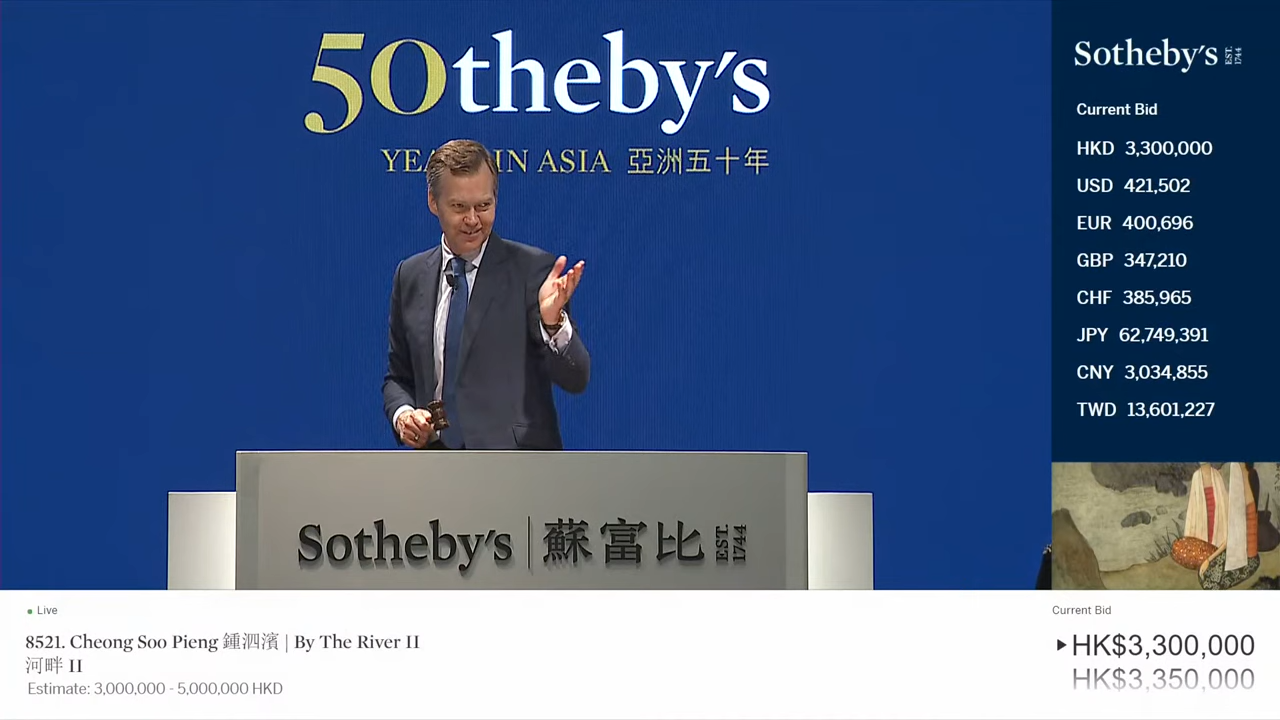 50theby's
YEA IN ASIA 亞洲五十年
Sotheby's | 蘇富比 EST. 1744
Sotheby's EST. 1744
Current Bid
HKD 3,300,000
USD 421,502
EUR 400,696
GBP 347,210
CHF 385,965
JPY 62,749,391
CNY 3,034,855
TWD 13,601,227
Live
8521. Cheong Soo Pieng 鍾泗濱 | By The River II
河畔 II
Estimate: 3,000,000 - 5,000,000 HKD
Current Bid
HK$3,300,000
HK$3,350,000